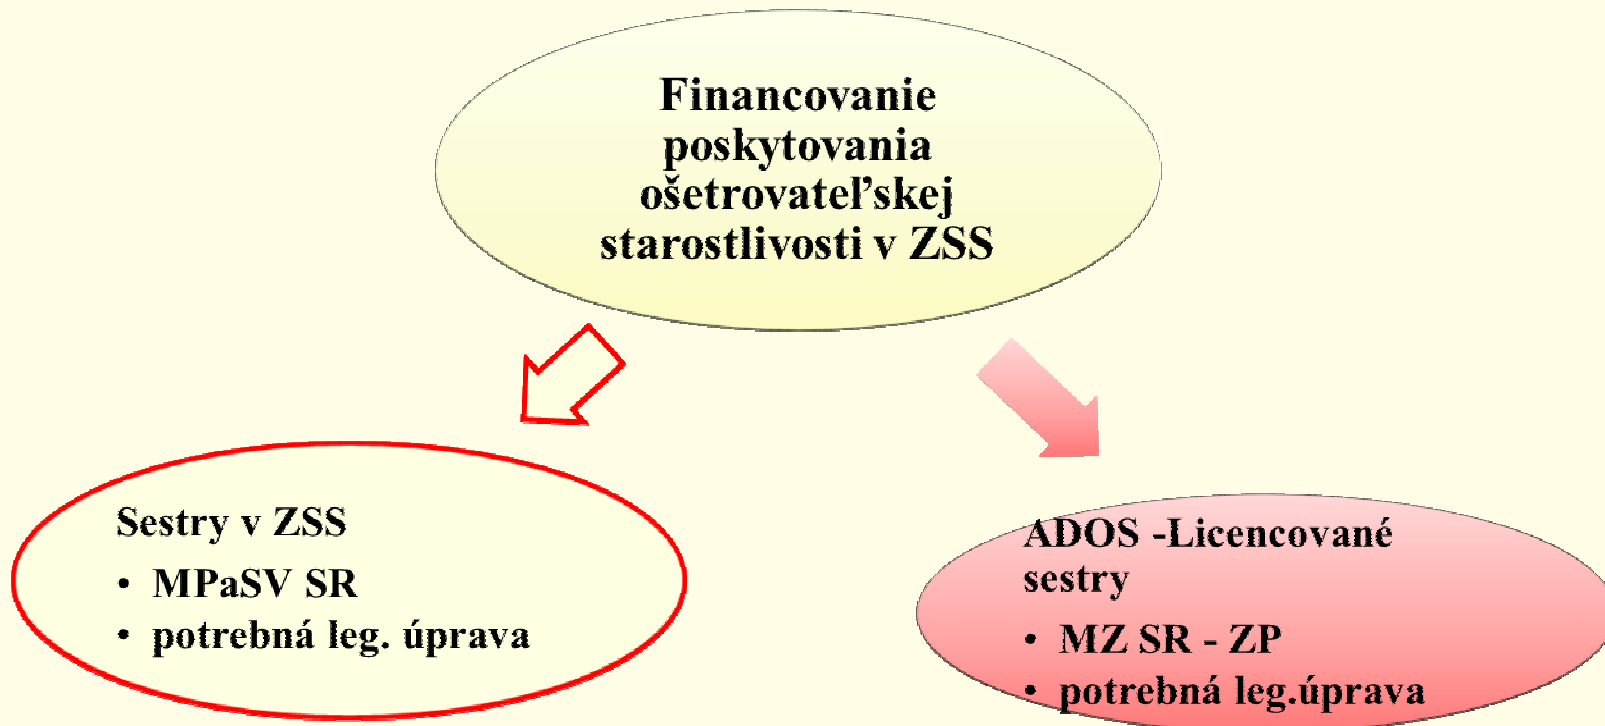 Financovanie
poskytovania
ošetrovateľskej
starostlivosti v ZSS
Sestry v ZSS
• MPaSV SR
• potrebná leg. úprava
ADOS -Licencované
sestry
• MZ SR - ZP
• potrebná leg.úprava